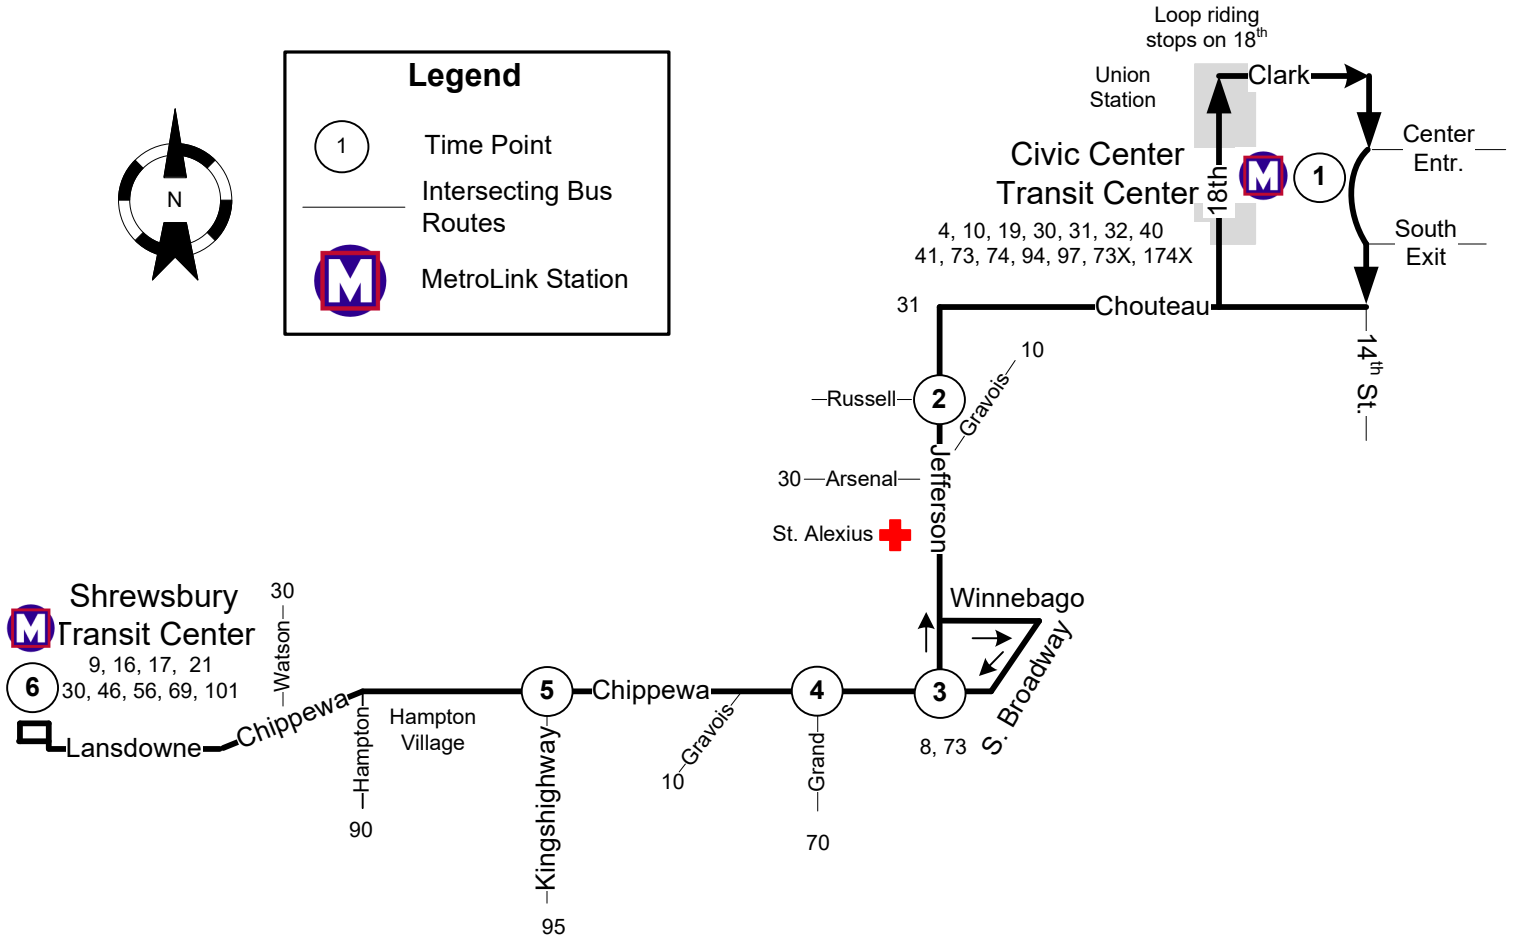 Loop riding
stops on 18th
Legend
1
Time Point
Intersecting Bus
Routes
M
MetroLink Station
N
Union
Station
Clark
Center
Entr.
Civic Center
Transit Center
18th
M
1
4, 10, 19, 30, 31, 32, 40
41, 73, 74, 94, 97, 73X, 174X
South
Exit
31
Chouteau
14th St.
10
Gravois
Russell
2
Jefferson
30
Arsenal
St. Alexius
Winnebago
S. Broadway
Shrewsbury
Transit Center
M
9, 16, 17, 21
30, 46, 56, 69, 101
6
30
Watson
Lansdowne
Chippewa
Hampton
90
Hampton
Village
5
Chippewa
4
3
Kingshighway
95
Gravois
10
Grand
70
8, 73